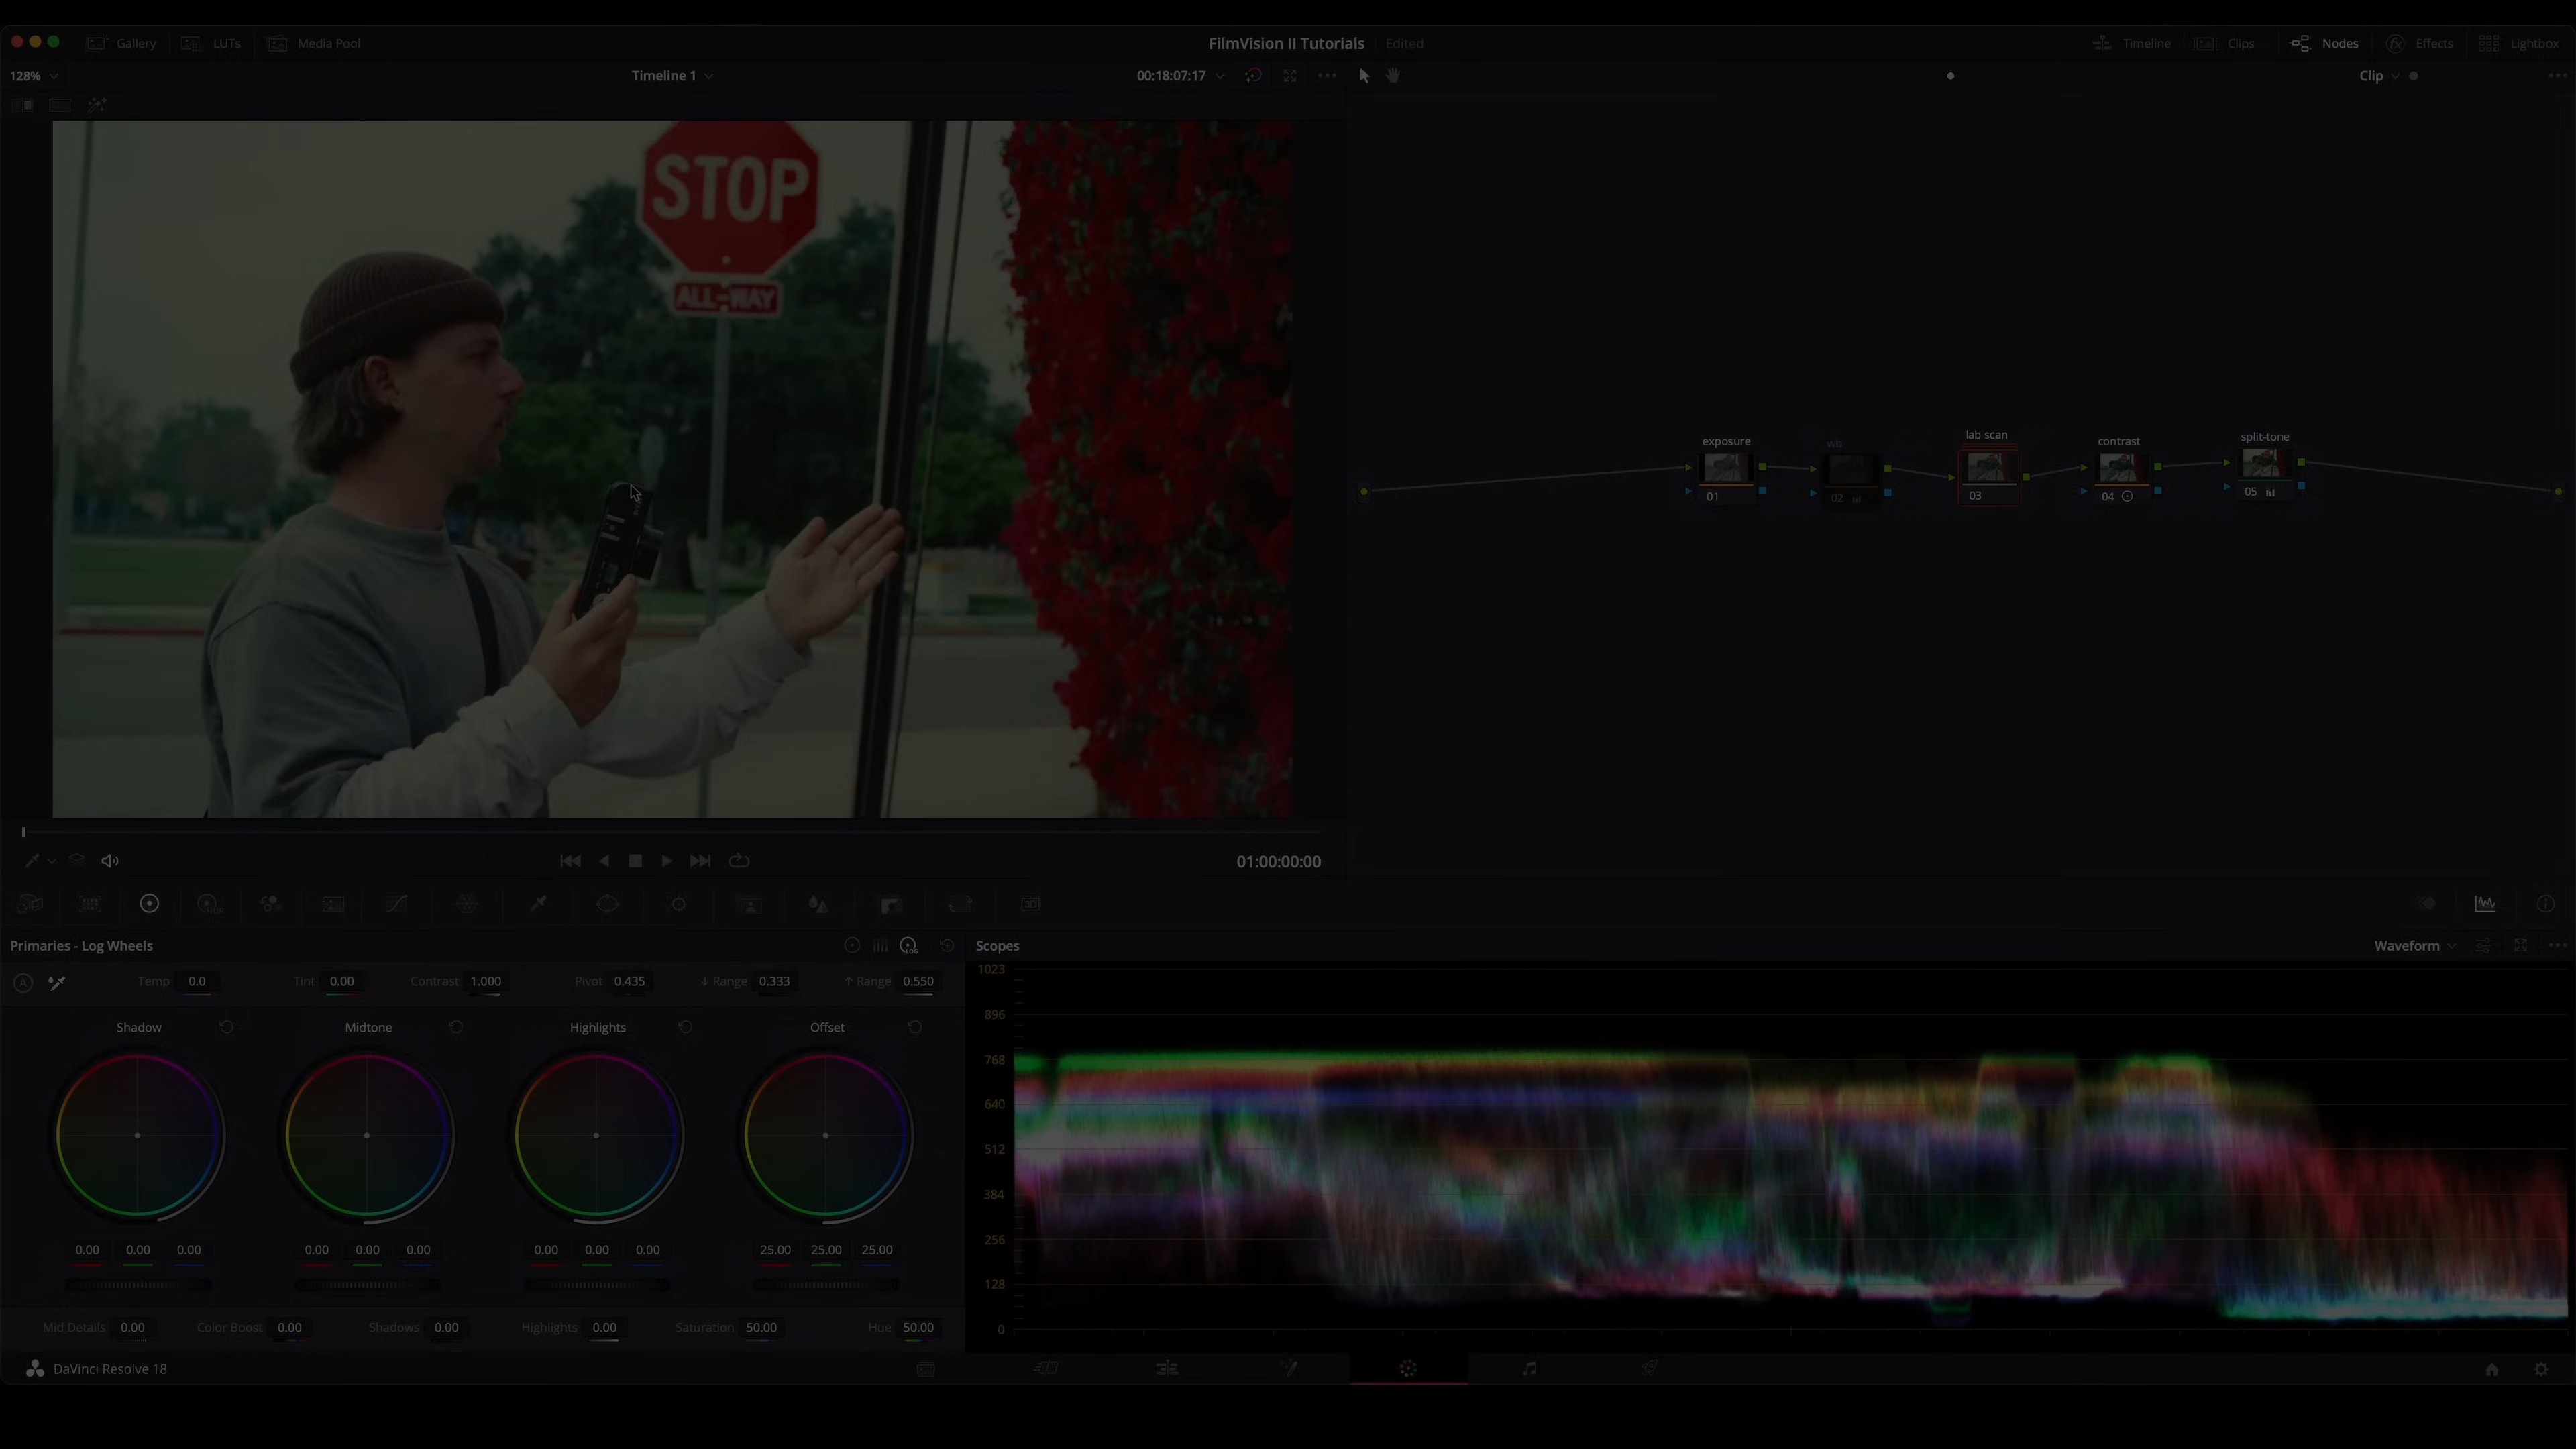 Gallery LUTs Media Pool FilmVision II Tutorials Edited Timeline Clips Nodes Effects Lightbox
128% Timeline 1 00:18:07:17 Clip
STOP
ALL-WAY
exposure wb lab scan contrast split-tone
01 02 03 04 05
01:00:00:00
Primaries - Log Wheels Scopes Waveform
Temp 0.0 Tint 0.00 Contrast 1.000 Pivot 0.435 ↓ Range 0.333 ↑ Range 0.550
Shadow Midtone Highlights Offset
0.00 0.00 0.00 0.00 0.00 0.00 0.00 0.00 0.00 25.00 25.00 25.00
Mid Details 0.00 Color Boost 0.00 Shadows 0.00 Highlights 0.00 Saturation 50.00 Hue 50.00
1023
896
768
640
512
384
256
128
0
DaVinci Resolve 18